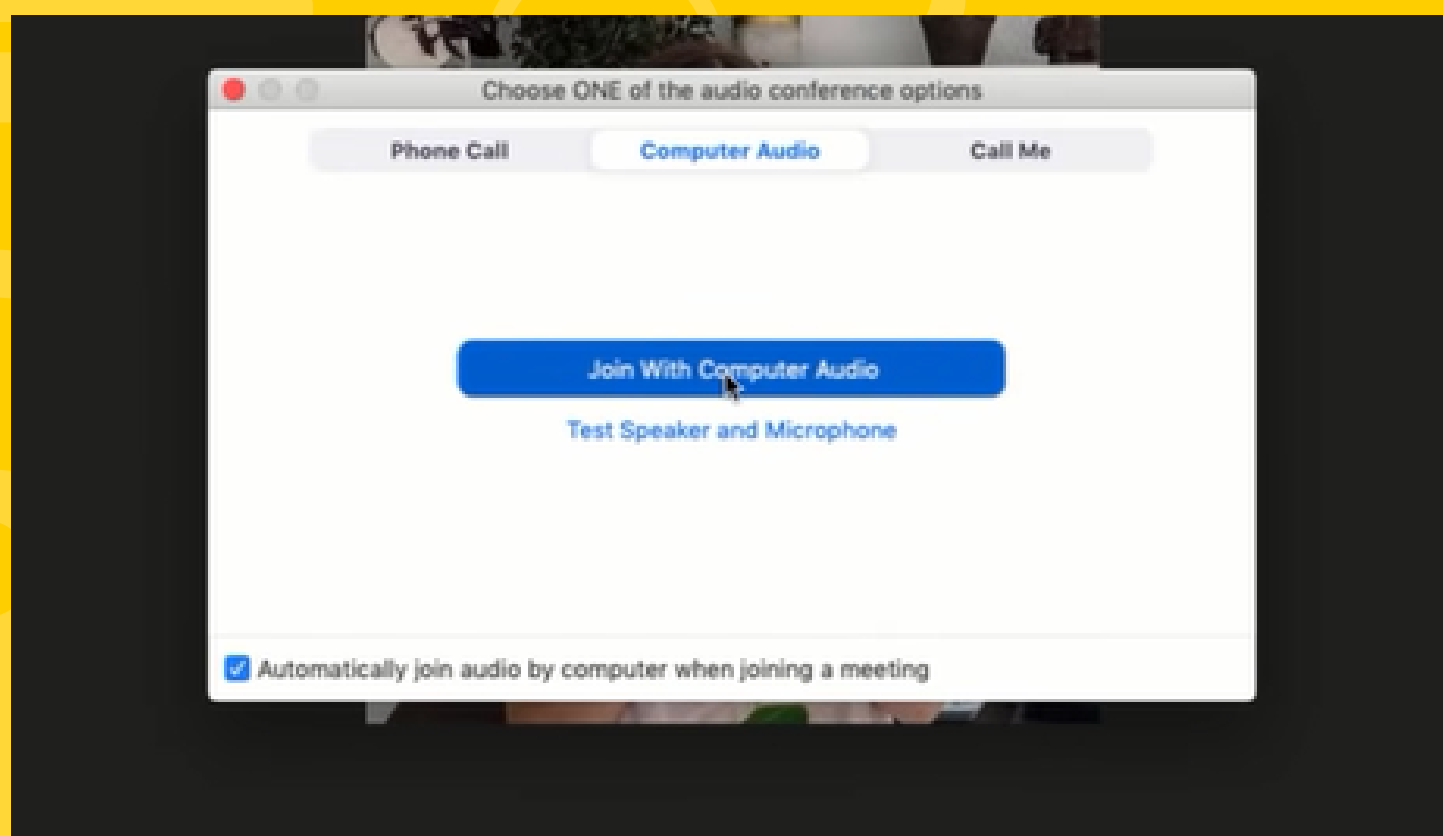 Choose ONE of the audio conference options
Phone Call
Computer Audio
Call Me
Join With Computer Audio
Test Speaker and Microphone
Automatically join audio by computer when joining a meeting